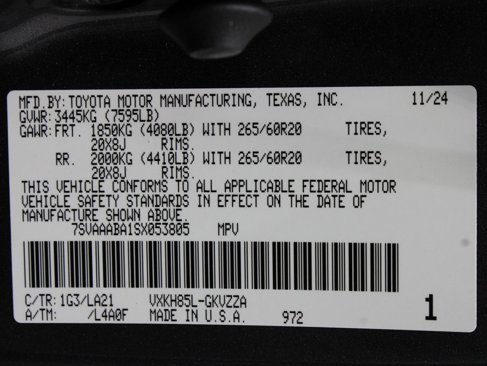 MFD.BY: TOYOTA MOTOR MANUFACTURING, TEXAS, INC. 11/24
GVWR: 3445KG (7595LB)
GAWR: FRT. 1850KG (4080LB) WITH 265/60R20 TIRES,
20X8J RIMS.
RR. 2000KG (4410LB) WITH 265/60R20 TIRES,
20X8J RIMS.
THIS VEHICLE CONFORMS TO ALL APPLICABLE FEDERAL MOTOR
VEHICLE SAFETY STANDARDS IN EFFECT ON THE DATE OF
MANUFACTURE SHOWN ABOVE.
7SVAAABA1SX053805 MPV
C/TR: 1G3/LA21 VXKH85L-GKVZZA
A/TM: /L4A0F MADE IN U.S.A. 972 1